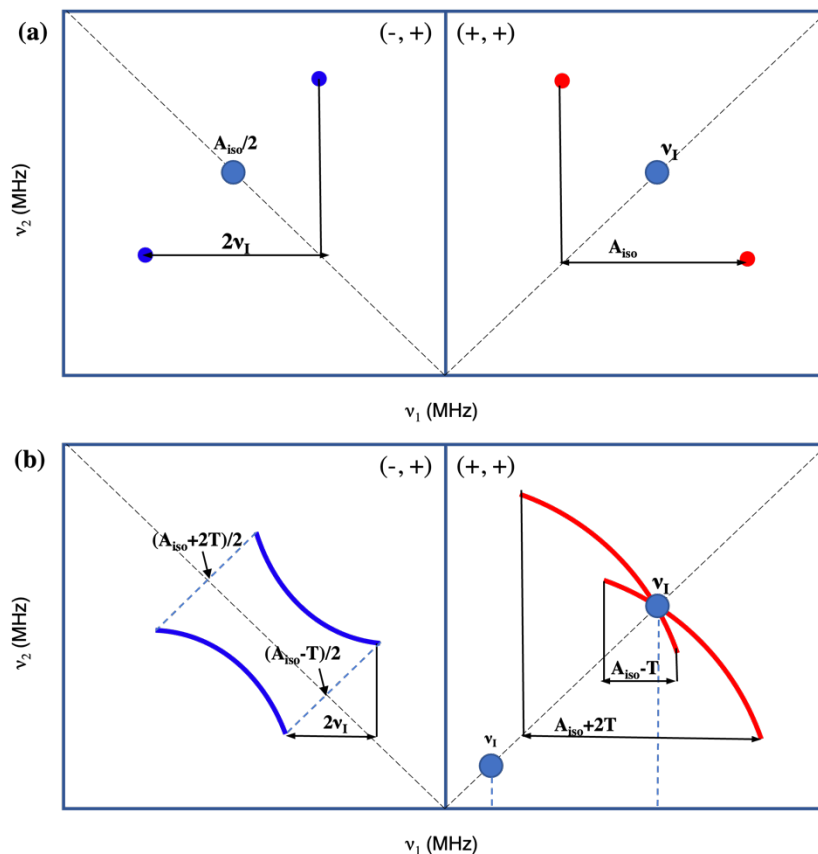 (a)
(-, +)
(+, +)
A_iso/2
ν_I
2ν_I
A_iso
ν_2 (MHz)
ν_1 (MHz)
(b)
(-, +)
(+, +)
(A_iso+2T)/2
ν_I
(A_iso-T)/2
A_iso-T
2ν_I
A_iso+2T
ν_I
ν_2 (MHz)
ν_1 (MHz)